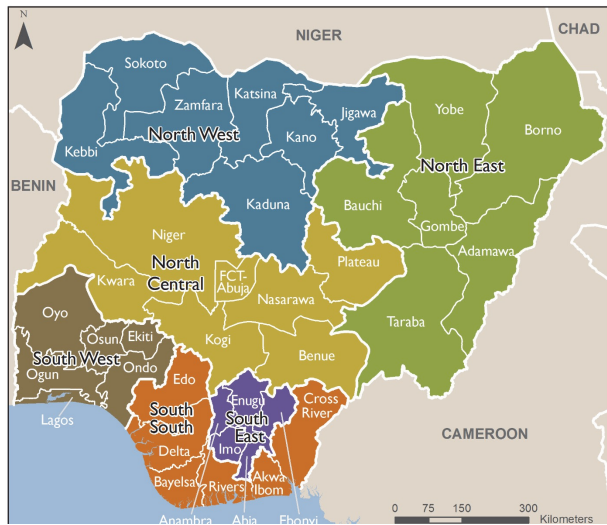 N
NIGER
CHAD
Sokoto
Katsina
Zamfara
Jigawa
Yobe
North West
Kano
Borno
Kebbi
North East
BENIN
Kaduna
Bauchi
Gombe
Niger
Adamawa
North
Central
FCT-
Abuja
Plateau
Kwara
Nasarawa
Oyo
Taraba
Kogi
Osun
Ekiti
South West
Benue
Ogun
Ondo
Edo
Enugu
Cross
River
Lagos
South
South
South
East
CAMEROON
Delta
Imo
Bayelsa
Rivers
Akwa
Ibom
Anambra
Abia
Ebonyi
0 75 150 300
Kilometers